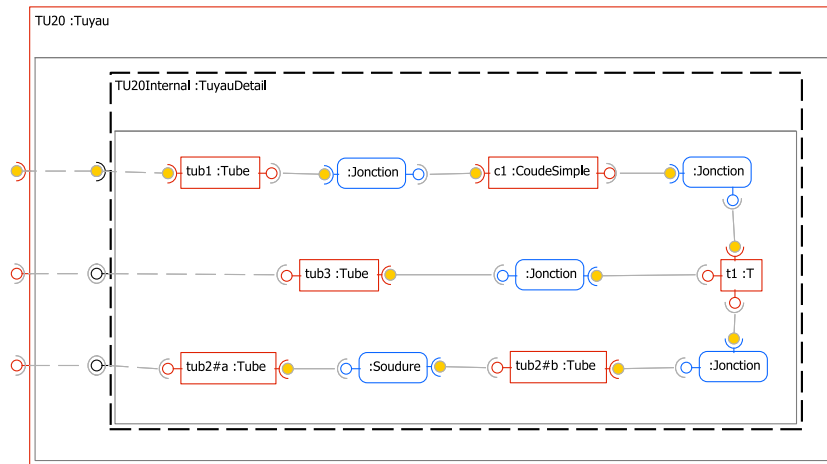 TU20 :Tuyau
TU20Internal :TuyauDetail
tub1 :Tube
:Jonction
c1 :CoudeSimple
:Jonction
tub3 :Tube
:Jonction
t1 :T
tub2#a :Tube
:Soudure
tub2#b :Tube
:Jonction